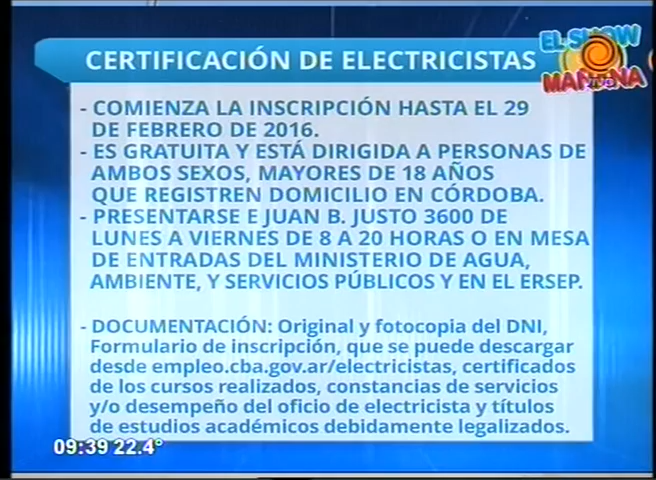 CERTIFICACIÓN DE ELECTRICISTAS
EL SHOW
MAÑANA
- COMIENZA LA INSCRIPCIÓN HASTA EL 29
DE FEBRERO DE 2016.
- ES GRATUITA Y ESTÁ DIRIGIDA A PERSONAS DE
AMBOS SEXOS, MAYORES DE 18 AÑOS
QUE REGISTREN DOMICILIO EN CÓRDOBA.
- PRESENTARSE E JUAN B. JUSTO 3600 DE
LUNES A VIERNES DE 8 A 20 HORAS O EN MESA
DE ENTRADAS DEL MINISTERIO DE AGUA,
AMBIENTE, Y SERVICIOS PÚBLICOS Y EN EL ERSEP.
- DOCUMENTACIÓN: Original y fotocopia del DNI,
Formulario de inscripción, que se puede descargar
desde empleo.cba.gov.ar/electricistas, certificados
de los cursos realizados, constancias de servicios
y/o desempeño del oficio de electricista y títulos
de estudios académicos debidamente legalizados.
09:39 22.4°